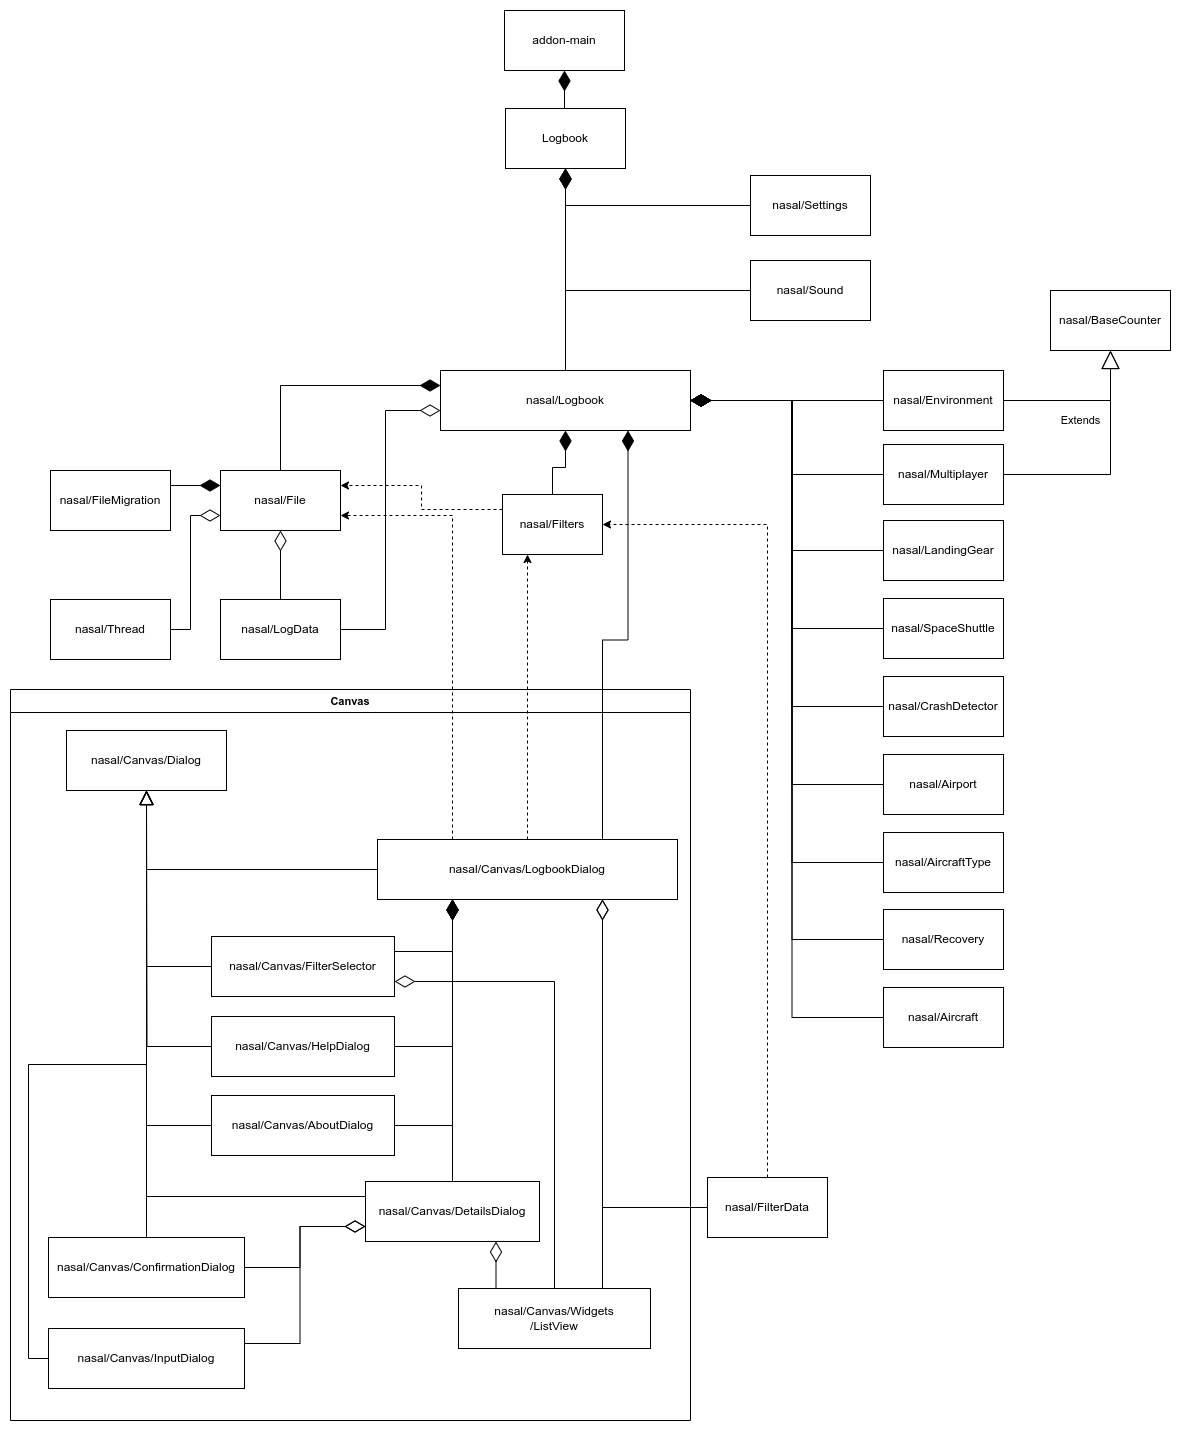 addon-main
Logbook
nasal/Settings
nasal/Sound
nasal/BaseCounter
nasal/Logbook
nasal/Environment
Extends
nasal/Multiplayer
nasal/FileMigration
nasal/File
nasal/Filters
nasal/LandingGear
nasal/Thread
nasal/LogData
nasal/SpaceShuttle
Canvas
nasal/CrashDetector
nasal/Canvas/Dialog
nasal/Airport
nasal/Canvas/LogbookDialog
nasal/AircraftType
nasal/Recovery
nasal/Canvas/FilterSelector
nasal/Aircraft
nasal/Canvas/HelpDialog
nasal/Canvas/AboutDialog
nasal/Canvas/DetailsDialog
nasal/FilterData
nasal/Canvas/ConfirmationDialog
nasal/Canvas/Widgets
/ListView
nasal/Canvas/InputDialog